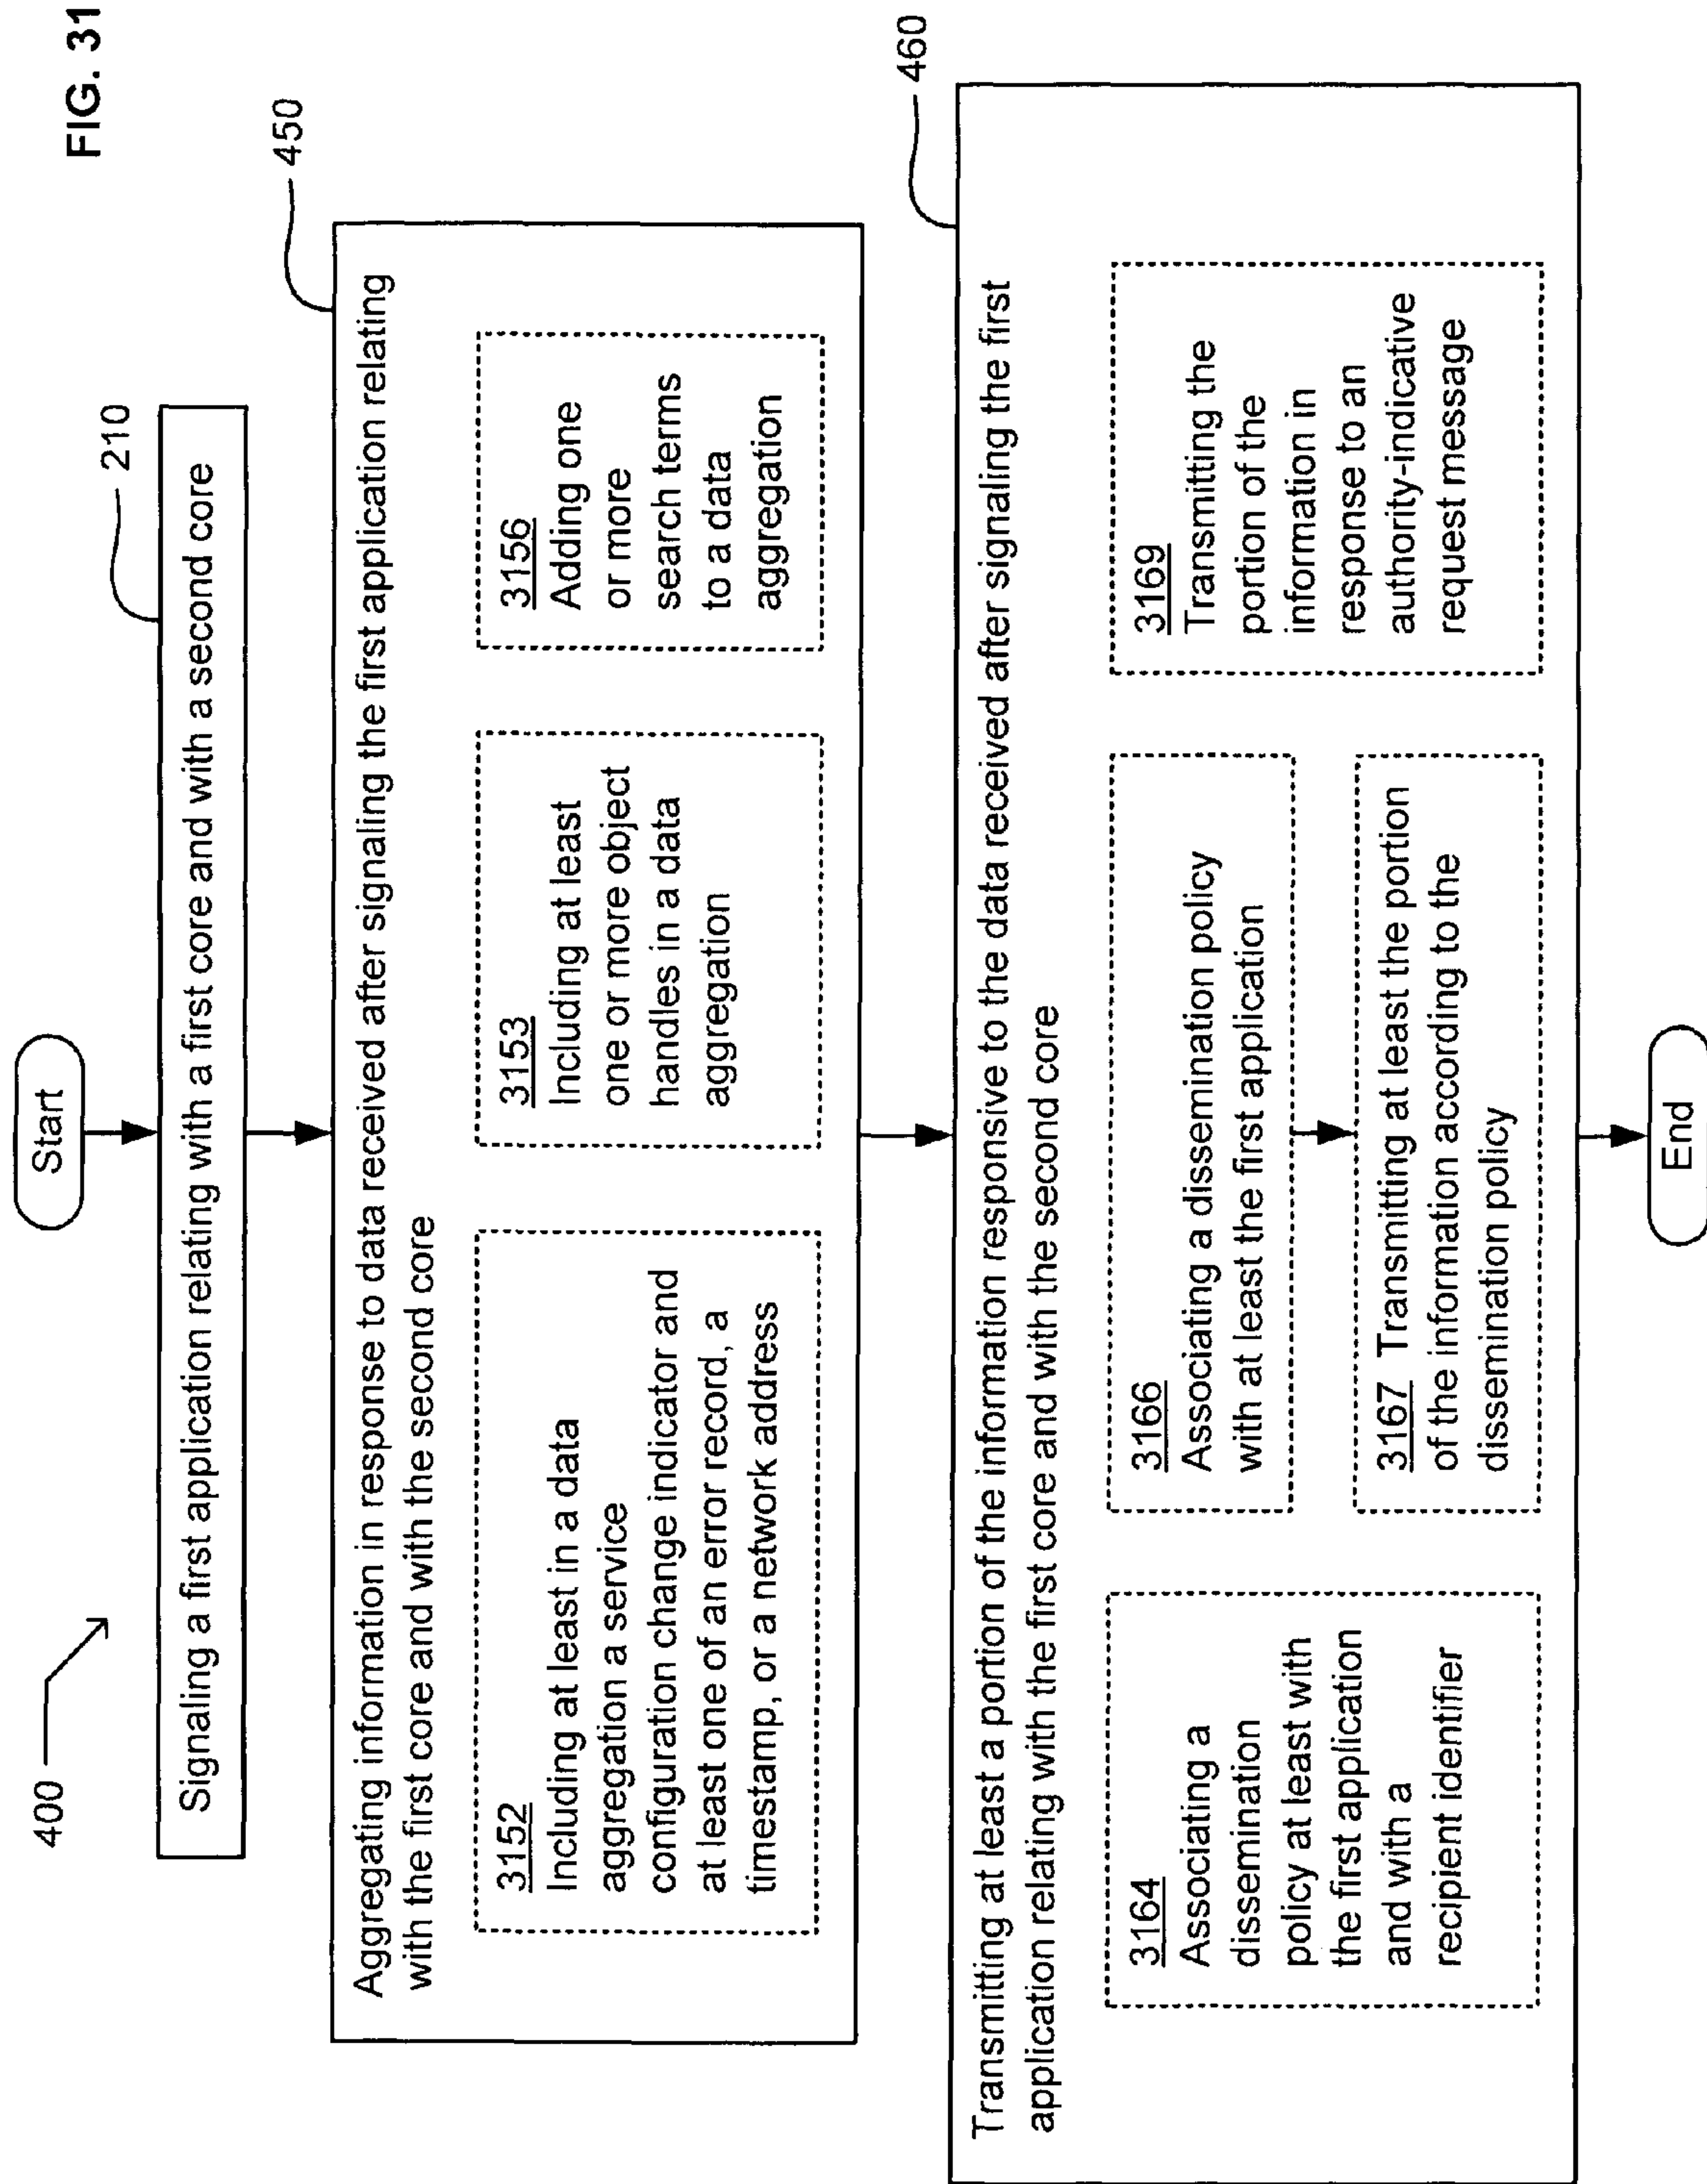 FIG. 31
400
Start
210
Signaling a first application relating with a first core and with a second core
450
Aggregating information in response to data received after signaling the first application relating
with the first core and with the second core
3152
Including at least in a data
aggregation a service
configuration change indicator and
at least one of an error record, a
timestamp, or a network address
3153
Including at least
one or more object
handles in a data
aggregation
3156
Adding one
or more
search terms
to a data
aggregation
460
Transmitting at least a portion of the information responsive to the data received after signaling the first
application relating with the first core and with the second core
3164
Associating a
dissemination
policy at least with
the first application
and with a
recipient identifier
3166
Associating a dissemination policy
with at least the first application
3167 Transmitting at least the portion
of the information according to the
dissemination policy
3169
Transmitting the
portion of the
information in
response to an
authority-indicative
request message
End